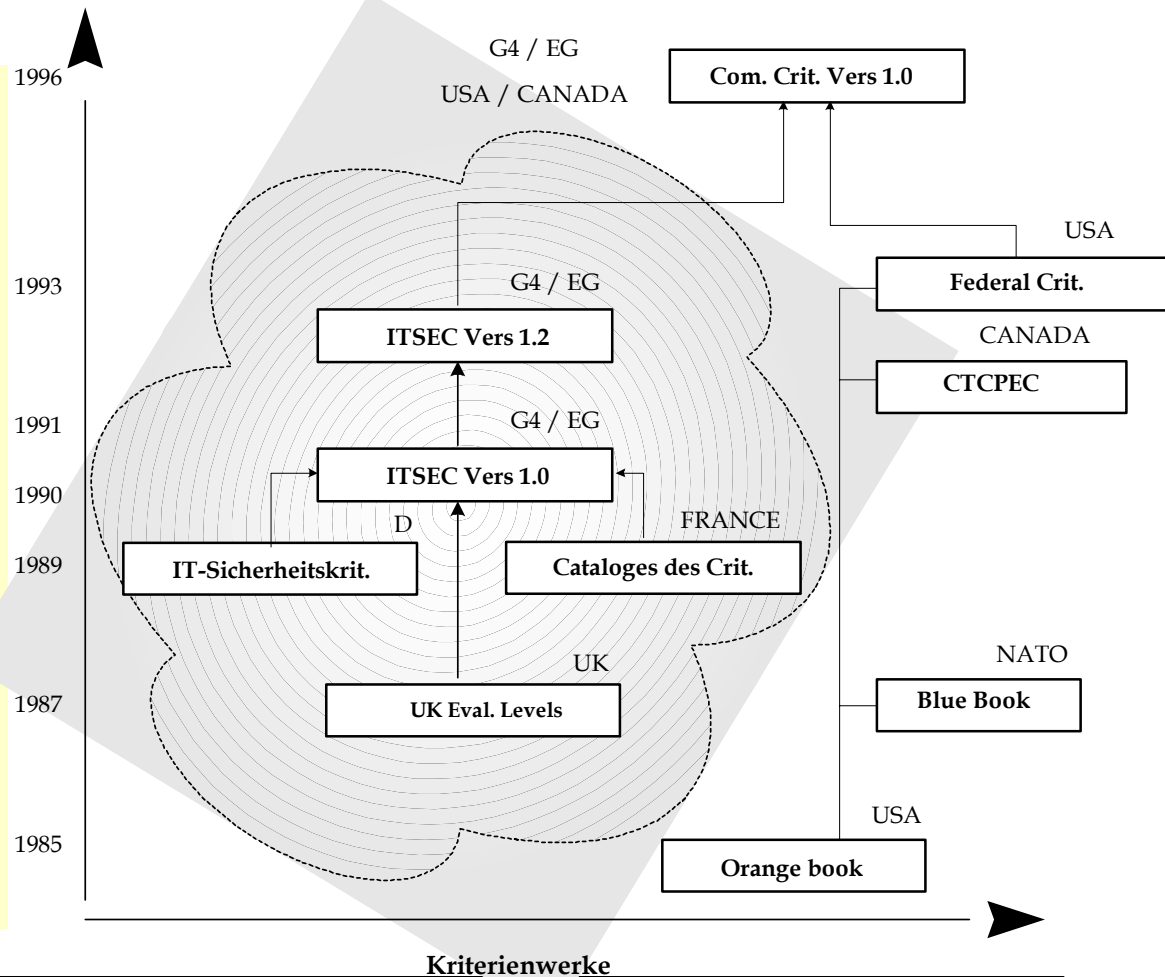 G4 / EG
1996
Com. Crit. Vers 1.0
USA / CANADA
USA
1993
G4 / EG
Federal Crit.
ITSEC Vers 1.2
CANADA
CTCPEC
1991
G4 / EG
ITSEC Vers 1.0
1990
D
FRANCE
1989
IT-Sicherheitskrit.
Cataloges des Crit.
UK
NATO
1987
UK Eval. Levels
Blue Book
USA
1985
Orange book
Kriterienwerke